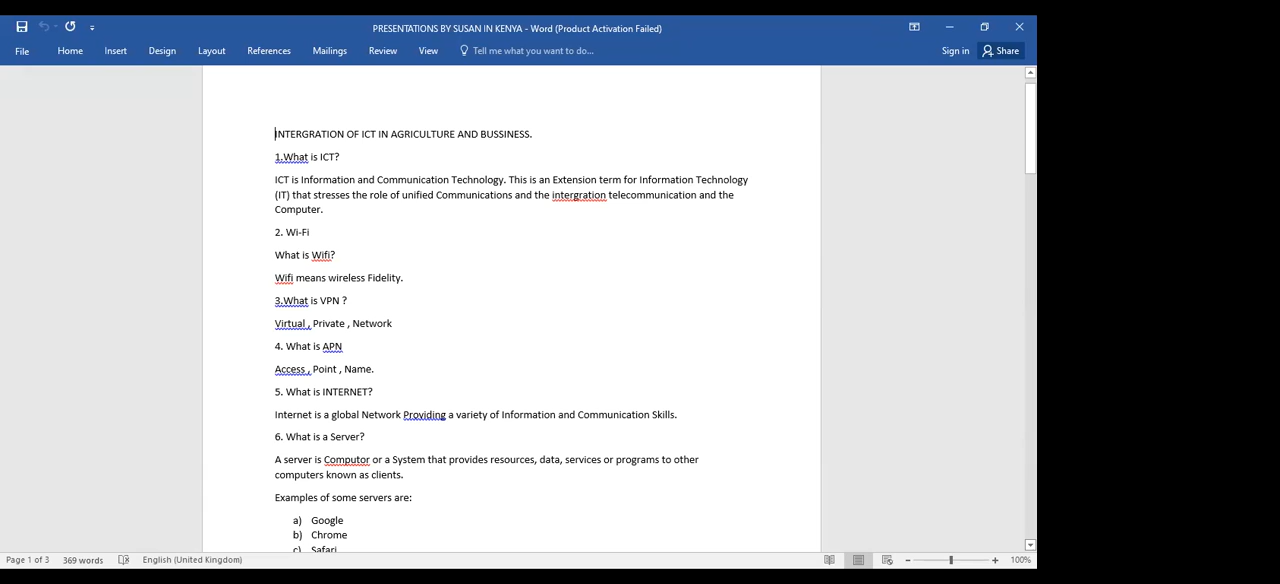 PRESENTATIONS BY SUSAN IN KENYA - Word (Product Activation Failed)
File Home Insert Design Layout References Mailings Review View Tell me what you want to do... Sign in Share
INTERGRATION OF ICT IN AGRICULTURE AND BUSSINESS.
1.What is ICT?
ICT is Information and Communication Technology. This is an Extension term for Information Technology
(IT) that stresses the role of unified Communications and the intergration telecommunication and the
Computer.
2. Wi-Fi
What is Wifi?
Wifi means wireless Fidelity.
3.What is VPN ?
Virtual , Private , Network
4. What is APN
Access , Point , Name.
5. What is INTERNET?
Internet is a global Network Providing a variety of Information and Communication Skills.
6. What is a Server?
A server is Computor or a System that provides resources, data, services or programs to other
computers known as clients.
Examples of some servers are:
a) Google
b) Chrome
c) Safari
Page 1 of 3 369 words English (United Kingdom) 100%